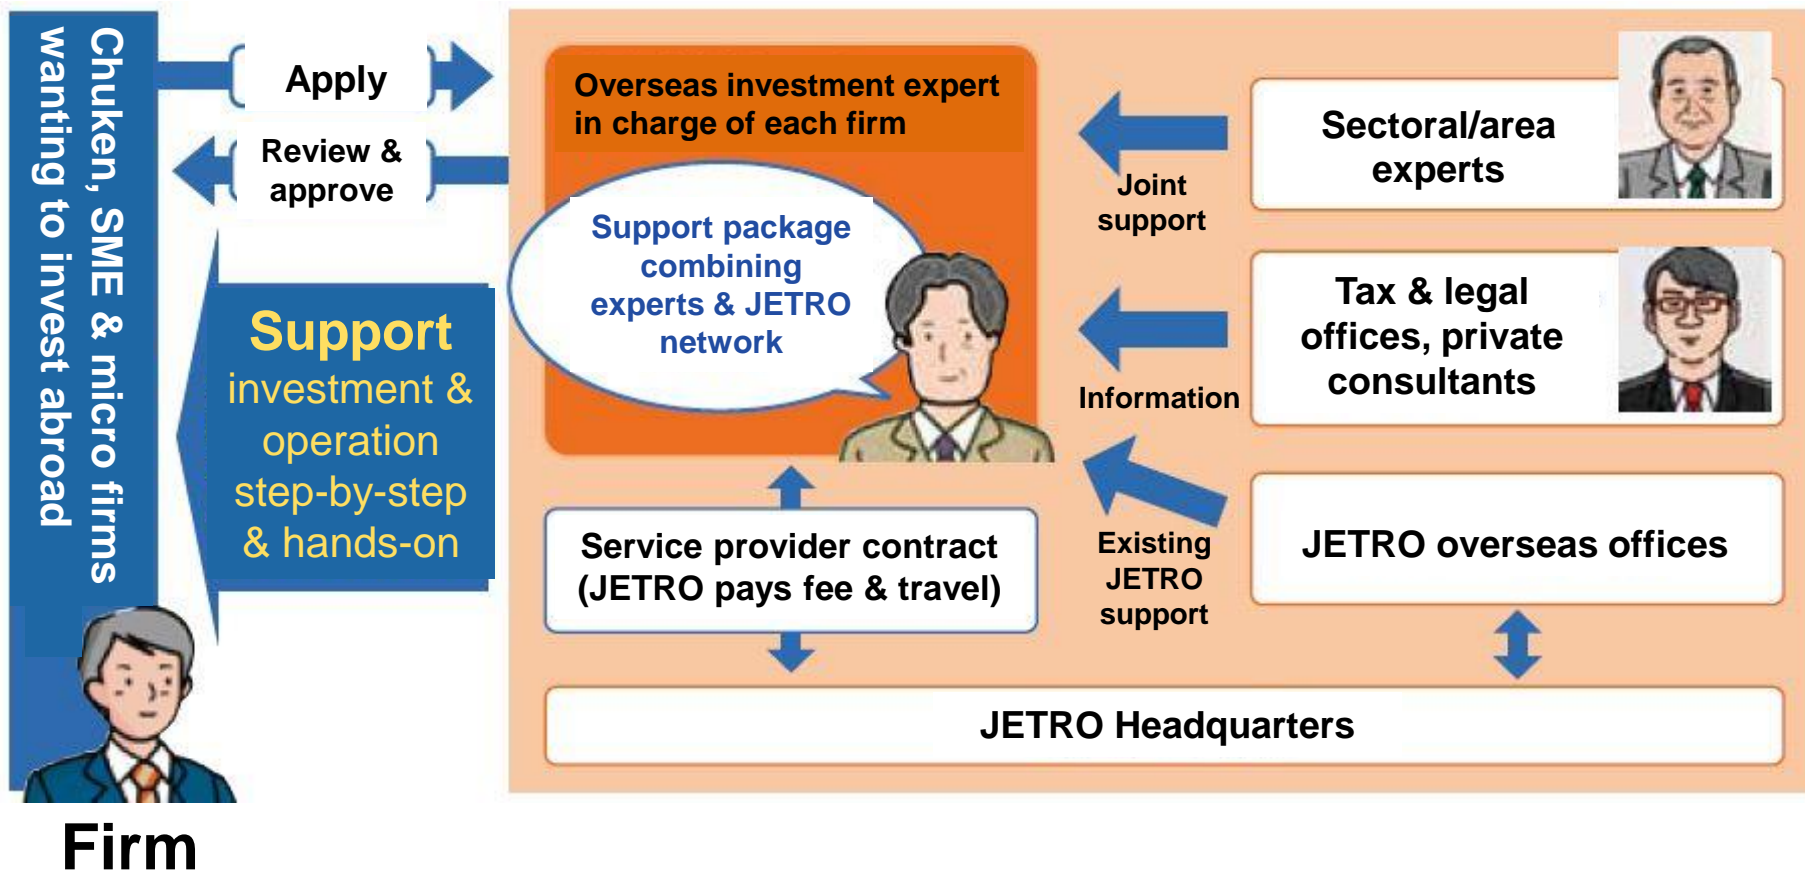 Chuken, SME & micro firms
wanting to invest abroad
Apply
Review &
approve
Support
investment &
operation
step-by-step
& hands-on
Firm
Overseas investment expert
in charge of each firm
Support package
combining
experts & JETRO
network
Service provider contract
(JETRO pays fee & travel)
Joint
support
Information
Existing
JETRO
support
Sectoral/area
experts
Tax & legal
offices, private
consultants
JETRO overseas offices
JETRO Headquarters